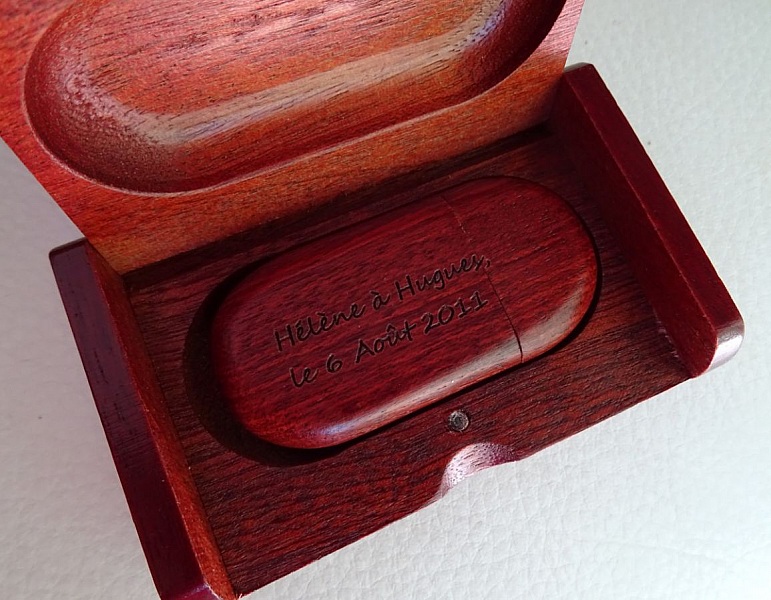 Hélène à Hugues,
le 6 Août 2011